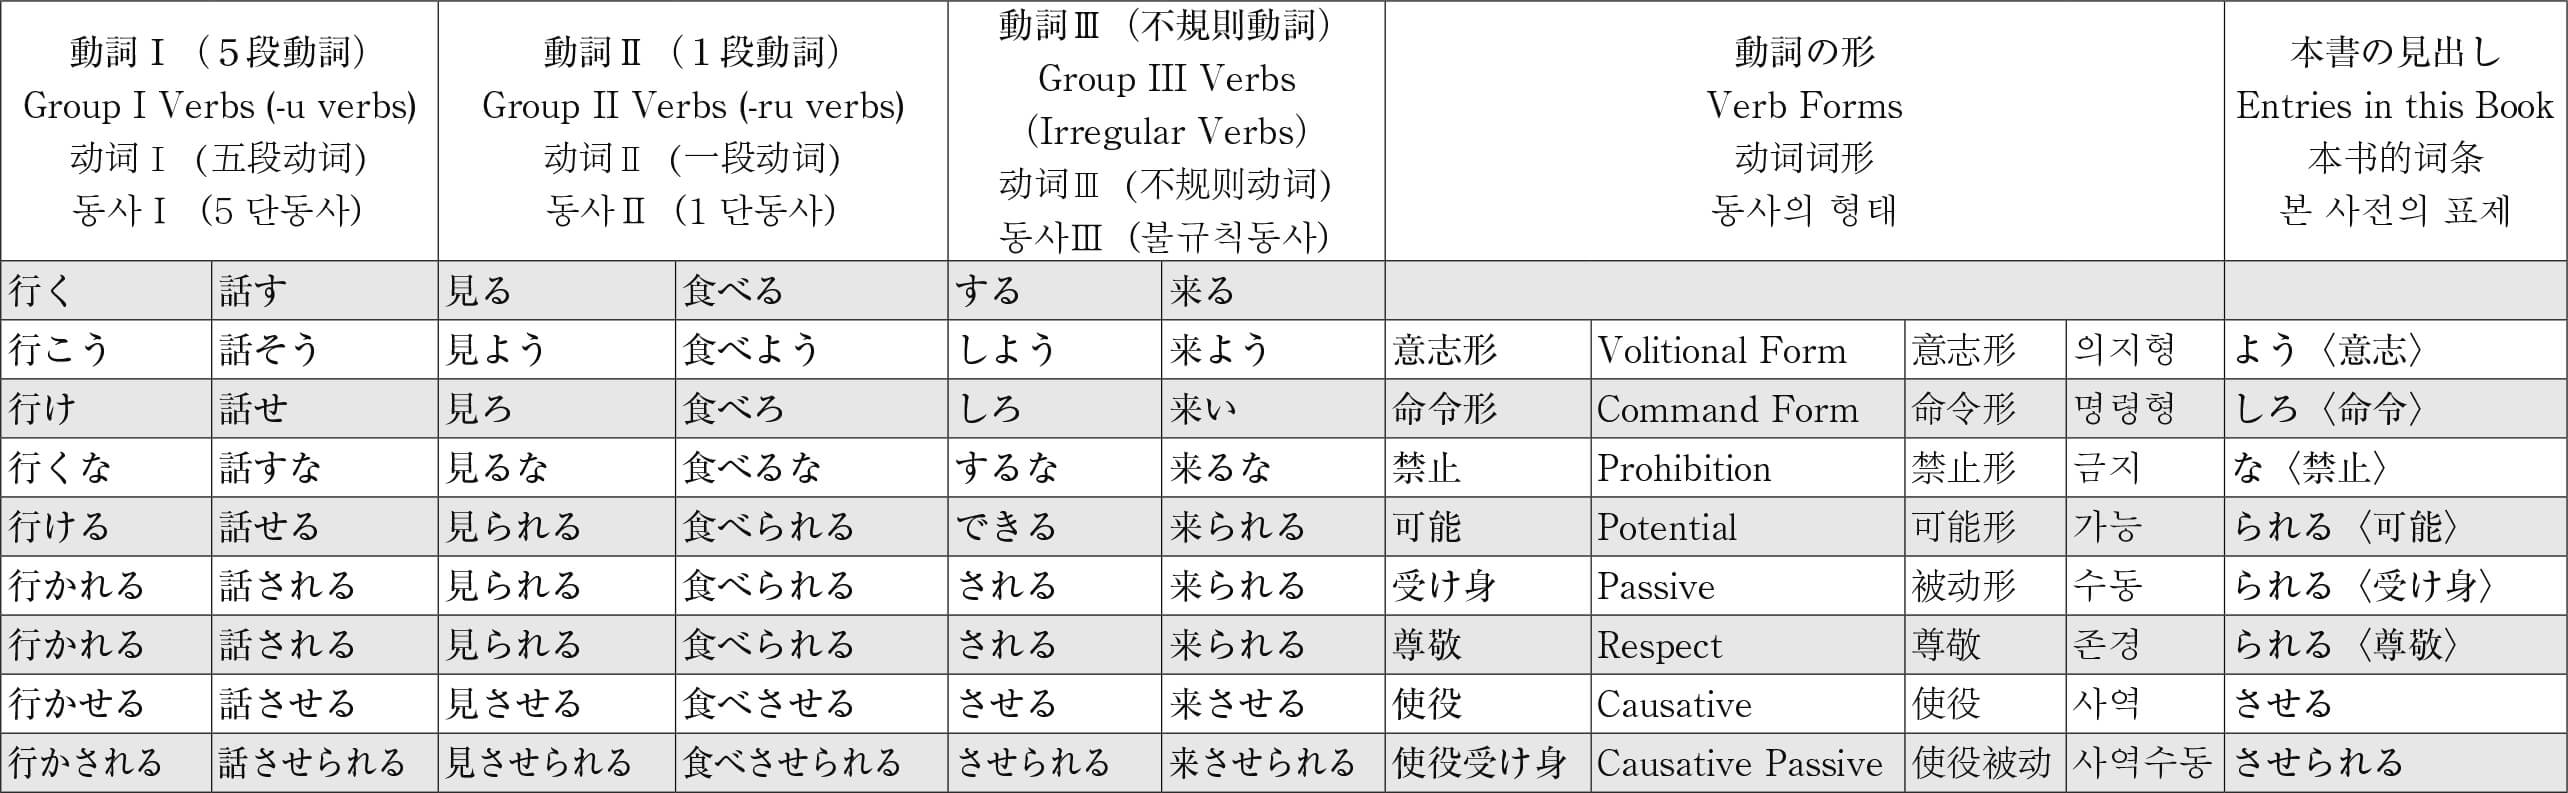 動詞Ⅰ（５段動詞）
Group I Verbs (-u verbs)
动词Ⅰ（五段动词）
동사Ⅰ（5 단동사）
動詞Ⅱ（１段動詞）
Group II Verbs (-ru verbs)
动词Ⅱ（一段动词）
동사Ⅱ（1 단동사）
動詞Ⅲ（不規則動詞）
Group III Verbs
（Irregular Verbs）
动词Ⅲ（不规则动词）
동사Ⅲ（불규칙동사）
動詞の形
Verb Forms
动词词形
동사의 형태
本書の見出し
Entries in this Book
本书的词条
본 사전의 표제
行く 話す 見る 食べる する 来る
行こう 話そう 見よう 食べよう しよう 来よう 意志形 Volitional Form 意志形 의지형 よう〈意志〉
行け 話せ 見ろ 食べろ しろ 来い 命令形 Command Form 命令形 명령형 しろ〈命令〉
行くな 話すな 見るな 食べるな するな 来るな 禁止 Prohibition 禁止形 금지 な〈禁止〉
行ける 話せる 見られる 食べられる できる 来られる 可能 Potential 可能形 가능 られる〈可能〉
行かれる 話される 見られる 食べられる される 来られる 受け身 Passive 被动形 수동 られる〈受け身〉
行かれる 話される 見られる 食べられる される 来られる 尊敬 Respect 尊敬 존경 られる〈尊敬〉
行かせる 話させる 見させる 食べさせる させる 来させる 使役 Causative 使役 사역 させる
行かされる 話させられる 見させられる 食べさせられる させられる 来させられる 使役受け身 Causative Passive 使役被动 사역수동 させられる